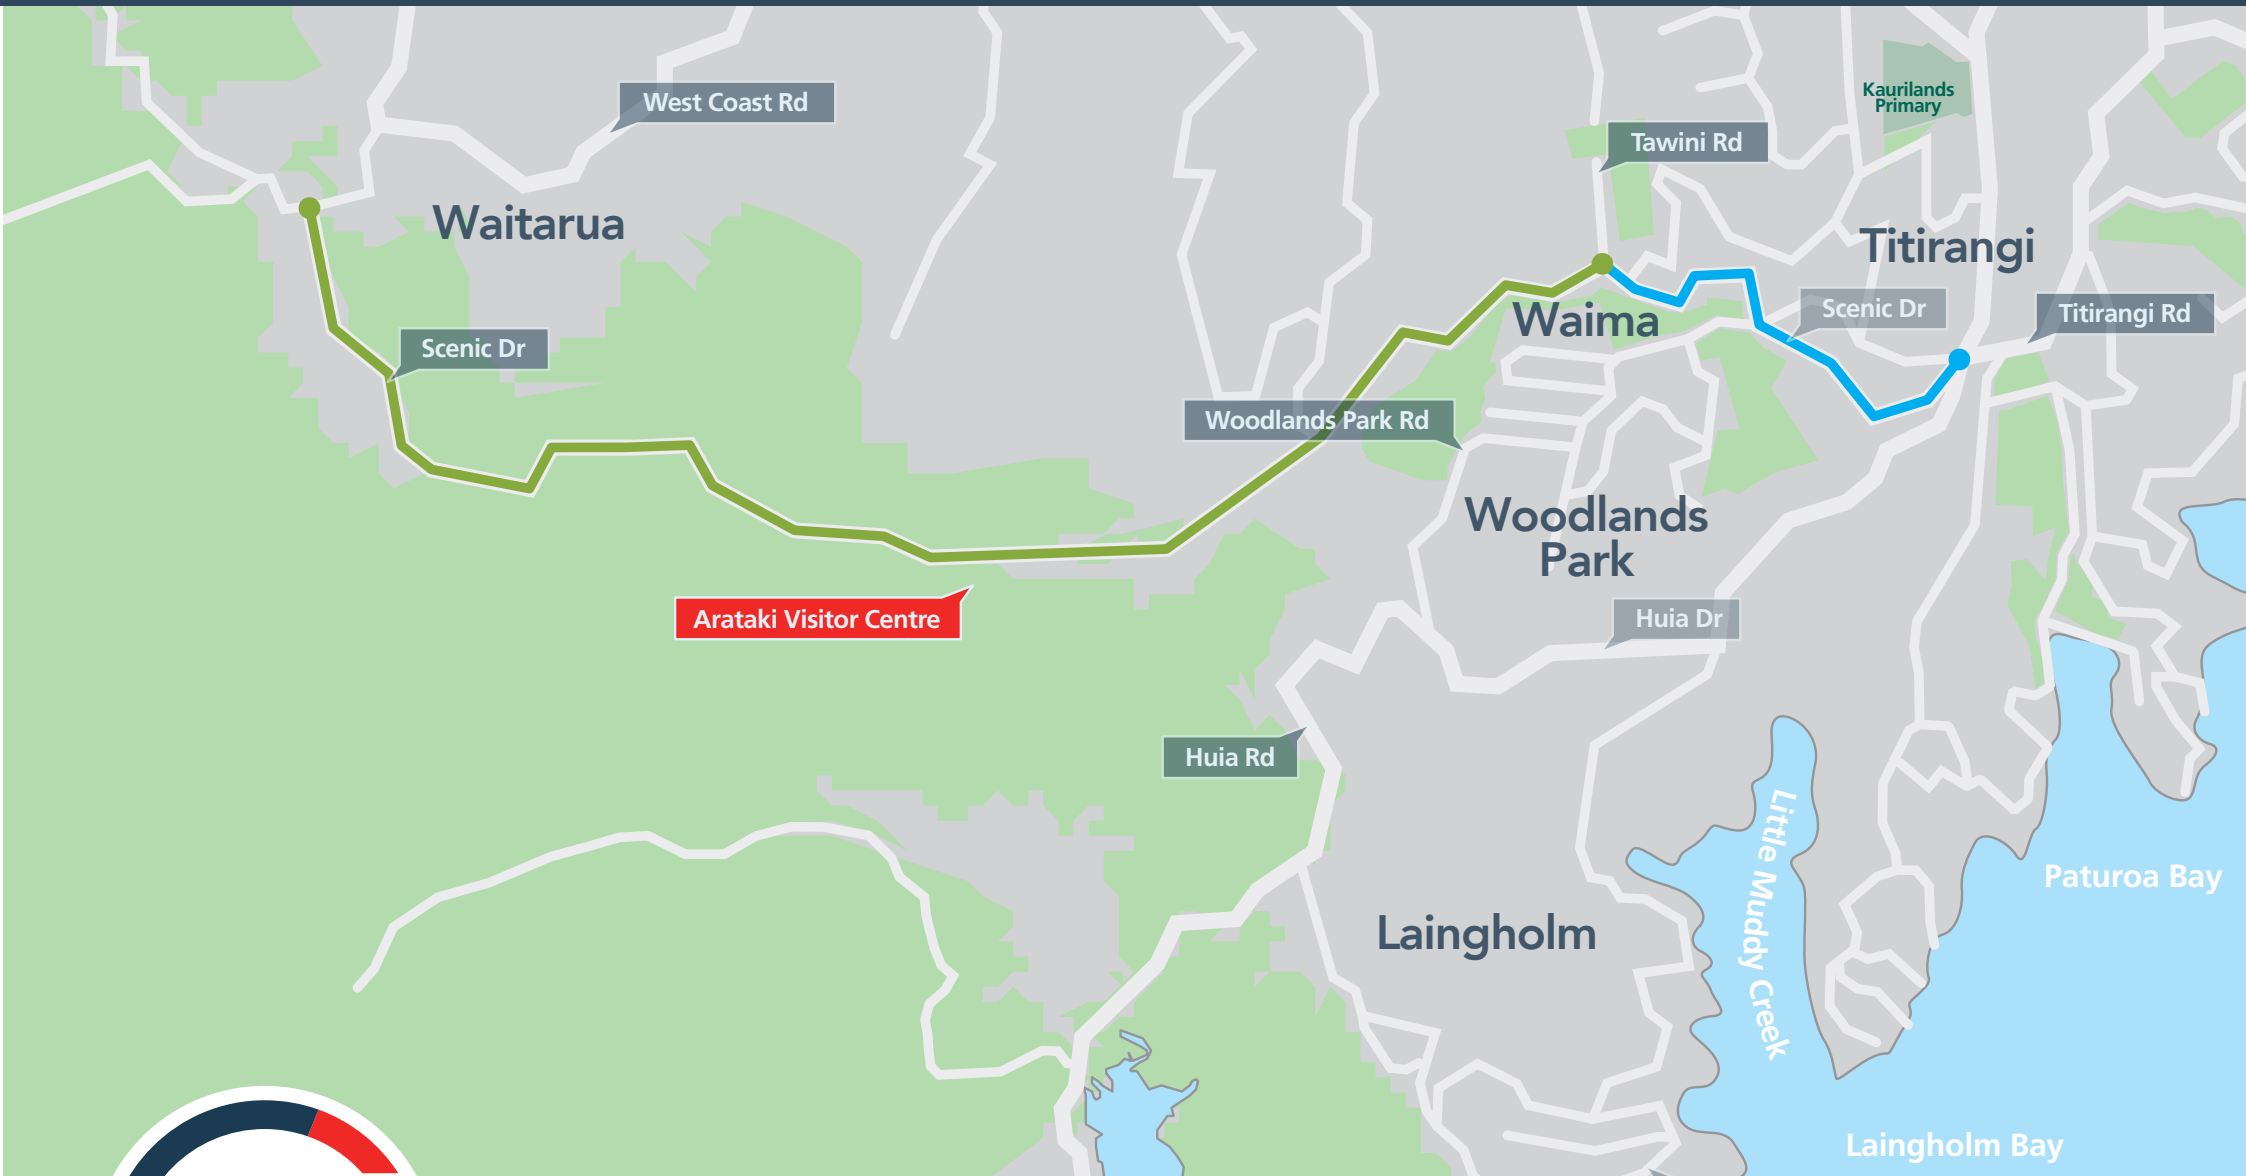 Kaurilands
Primary
West Coast Rd
Tawini Rd
Waitarua
Titirangi
Scenic Dr
Titirangi Rd
Waima
Scenic Dr
Woodlands Park Rd
Woodlands
Park
Arataki Visitor Centre
Huia Dr
Huia Rd
Little Muddy Creek
Paturoa Bay
Laingholm
Laingholm Bay